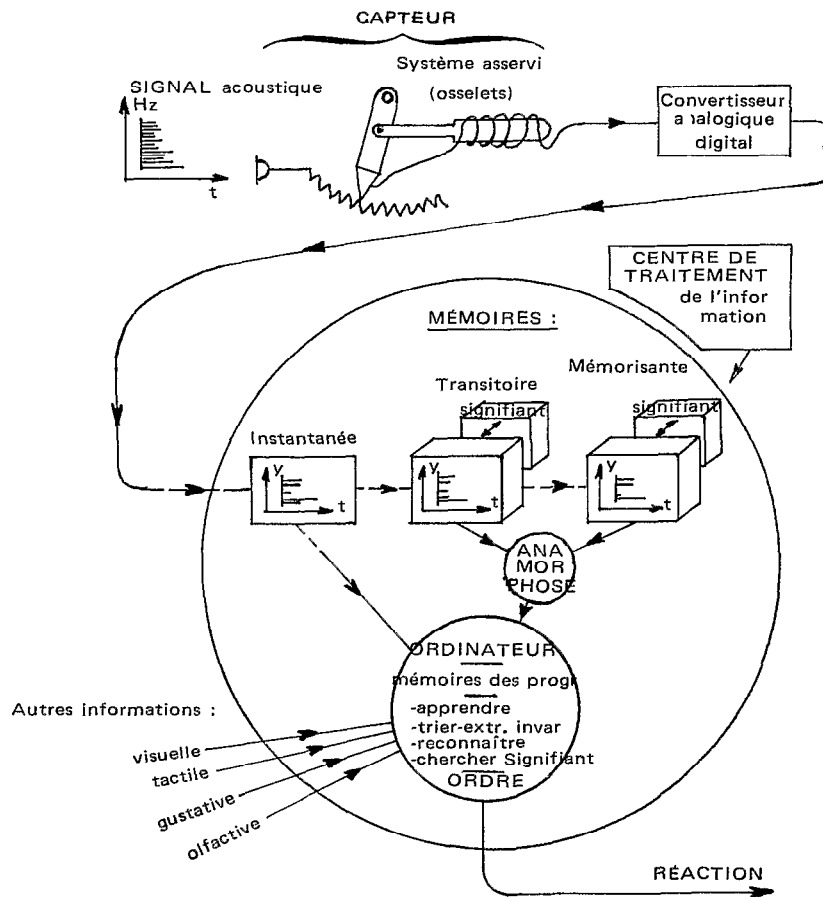 CAPTEUR
Système asservi
(osselets)
SIGNAL acoustique
Hz
t
Convertisseur
analogique
digital
CENTRE DE
TRAITEMENT
de l'infor
mation
MÉMOIRES :
Mémorisante
Transitoire
signifiant
signifiant
Instantanée
y
t
y
t
y
t
ANA
MOR
PHOSE
ORDINATEUR
mémoires des progr
-apprendre
-trier-extr. invar
-reconnaître
-chercher Signifiant
ORDRE
Autres informations :
visuelle
tactile
gustative
olfactive
RÉACTION